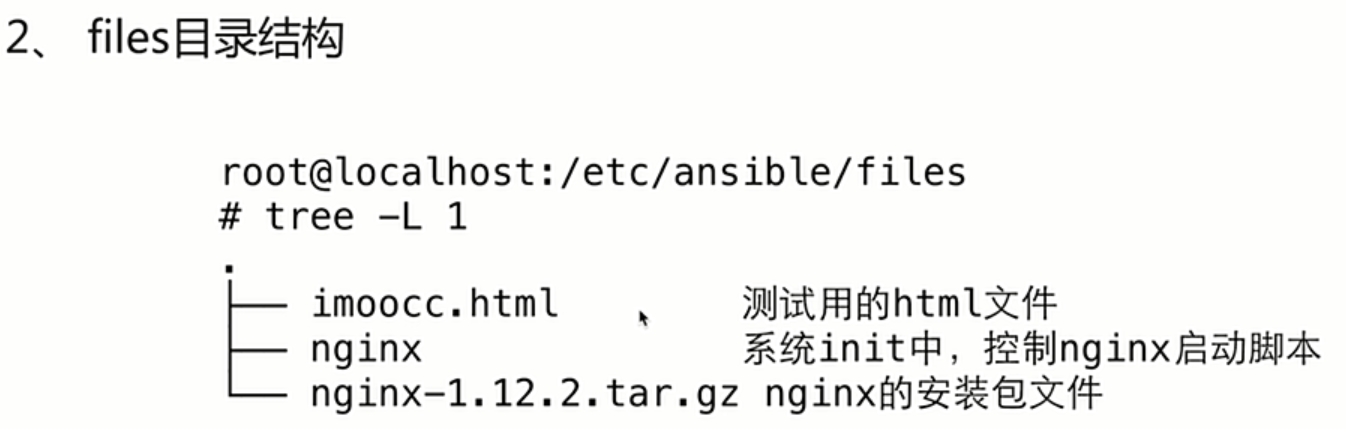 2、 files目录结构
root@localhost:/etc/ansible/files
# tree -L 1
.
├── imoocc.html 测试用的html文件
├── nginx 系统init中，控制nginx启动脚本
└── nginx-1.12.2.tar.gz nginx的安装包文件